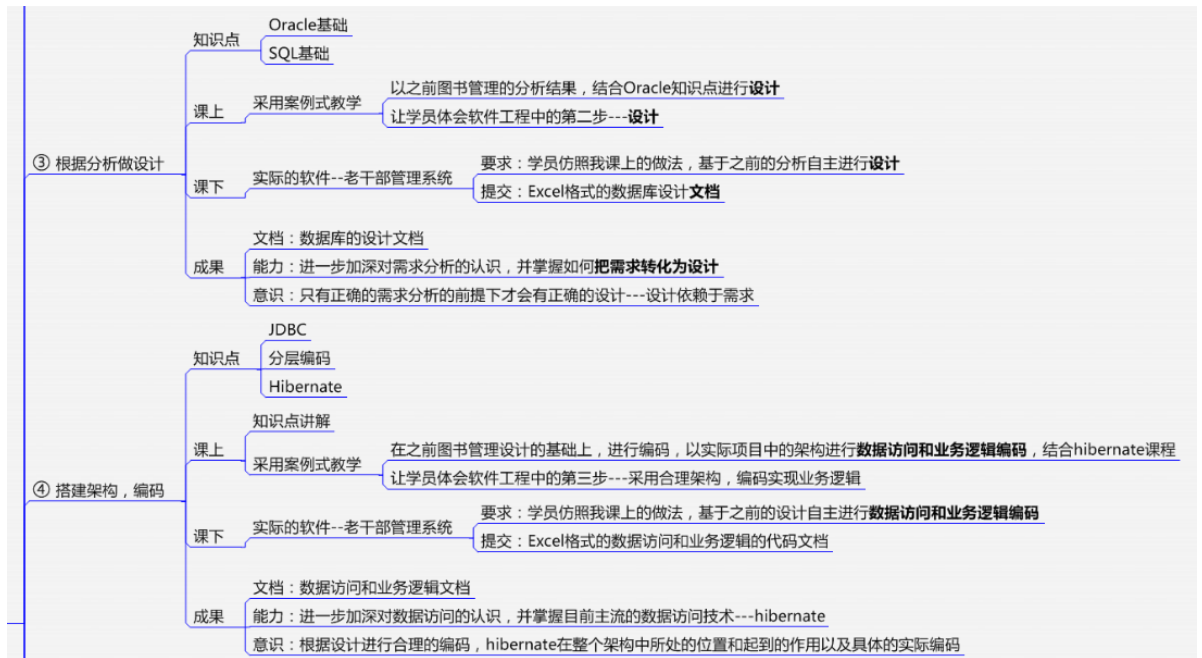 ③ 根据分析做设计
知识点
Oracle基础
SQL基础
课上
采用案例式教学
以之前图书管理的分析结果，结合Oracle知识点进行设计
让学员体会软件工程中的第二步---设计
课下
实际的软件--老干部管理系统
要求：学员仿照我课上的做法，基于之前的分析自主进行设计
提交：Excel格式的数据库设计文档
成果
文档：数据库的设计文档
能力：进一步加深对需求分析的认识，并掌握如何把需求转化为设计
意识：只有正确的需求分析的前提下才会有正确的设计---设计依赖于需求
④ 搭建架构，编码
知识点
JDBC
分层编码
Hibernate
课上
知识点讲解
采用案例式教学
在之前图书管理设计的基础上，进行编码，以实际项目中的架构进行数据访问和业务逻辑编码，结合hibernate课程
让学员体会软件工程中的第三步---采用合理架构，编码实现业务逻辑
课下
实际的软件--老干部管理系统
要求：学员仿照我课上的做法，基于之前的设计自主进行数据访问和业务逻辑编码
提交：Excel格式的数据访问和业务逻辑的代码文档
成果
文档：数据访问和业务逻辑文档
能力：进一步加深对数据访问的认识，并掌握目前主流的数据访问技术---hibernate
意识：根据设计进行合理的编码，hibernate在整个架构中所处的位置和起到的作用以及具体的实际编码